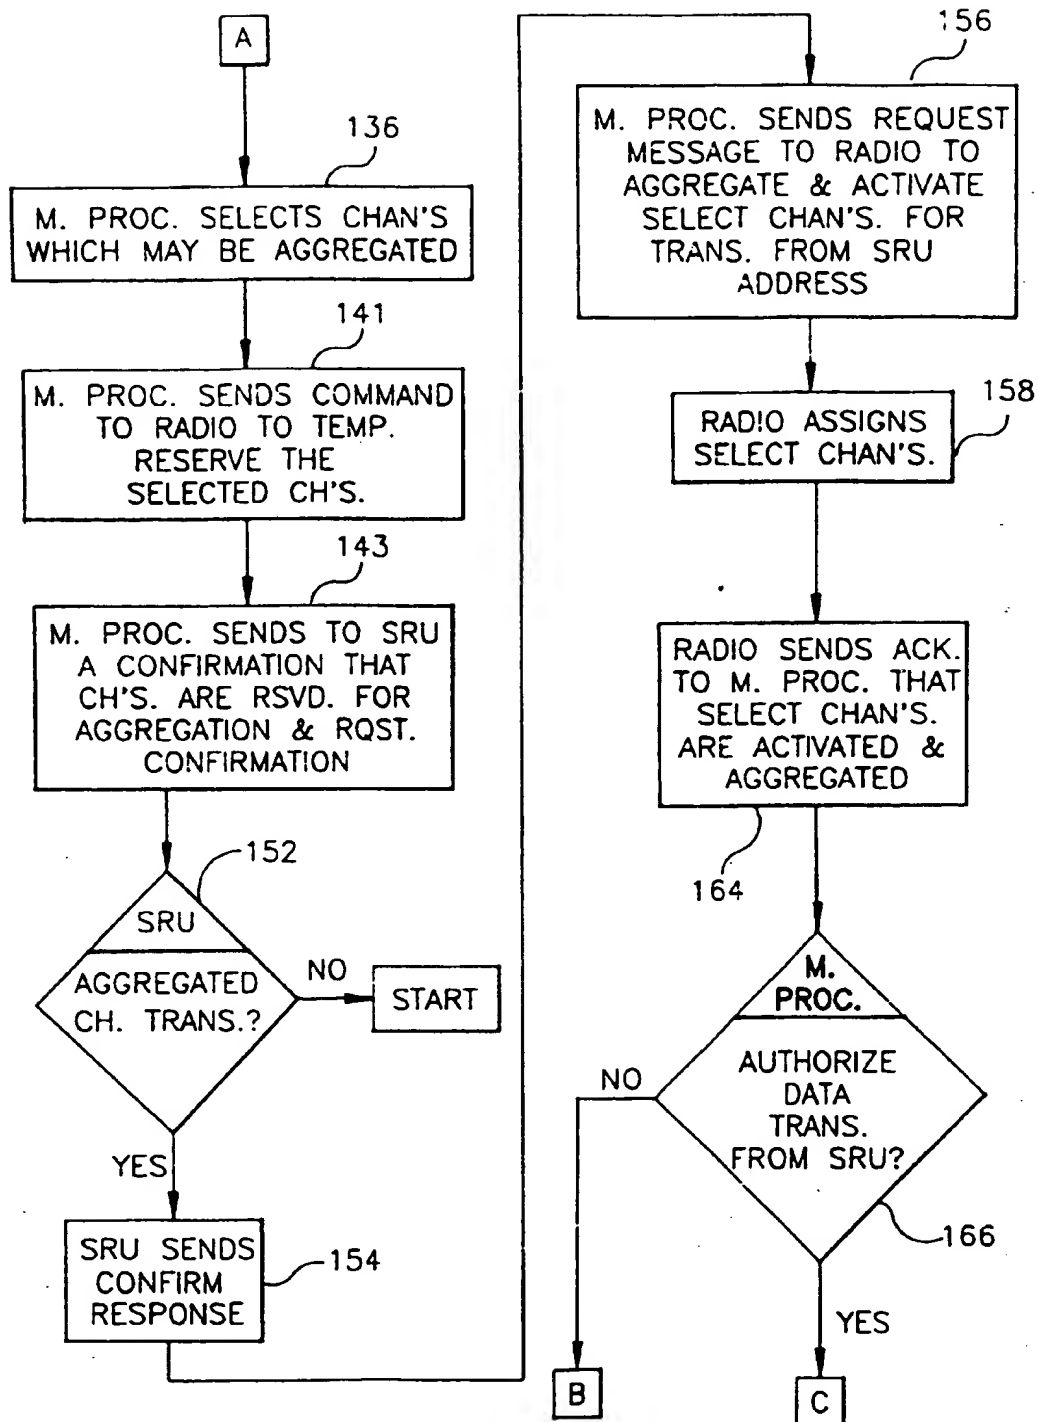 A
136
M. PROC. SELECTS CHAN'S
WHICH MAY BE AGGREGATED
141
M. PROC. SENDS COMMAND
TO RADIO TO TEMP.
RESERVE THE
SELECTED CH'S.
143
M. PROC. SENDS TO SRU
A CONFIRMATION THAT
CH'S. ARE RSVD. FOR
AGGREGATION & RQST.
CONFIRMATION
152
SRU
AGGREGATED
CH. TRANS.?
NO
START
YES
SRU SENDS
CONFIRM
RESPONSE
154
156
M. PROC. SENDS REQUEST
MESSAGE TO RADIO TO
AGGREGATE & ACTIVATE
SELECT CHAN'S. FOR
TRANS. FROM SRU
ADDRESS
158
RADIO ASSIGNS
SELECT CHAN'S.
RADIO SENDS ACK.
TO M. PROC. THAT
SELECT CHAN'S.
ARE ACTIVATED &
AGGREGATED
164
M.
PROC.
AUTHORIZE
DATA
TRANS.
FROM SRU?
NO
166
YES
B
C